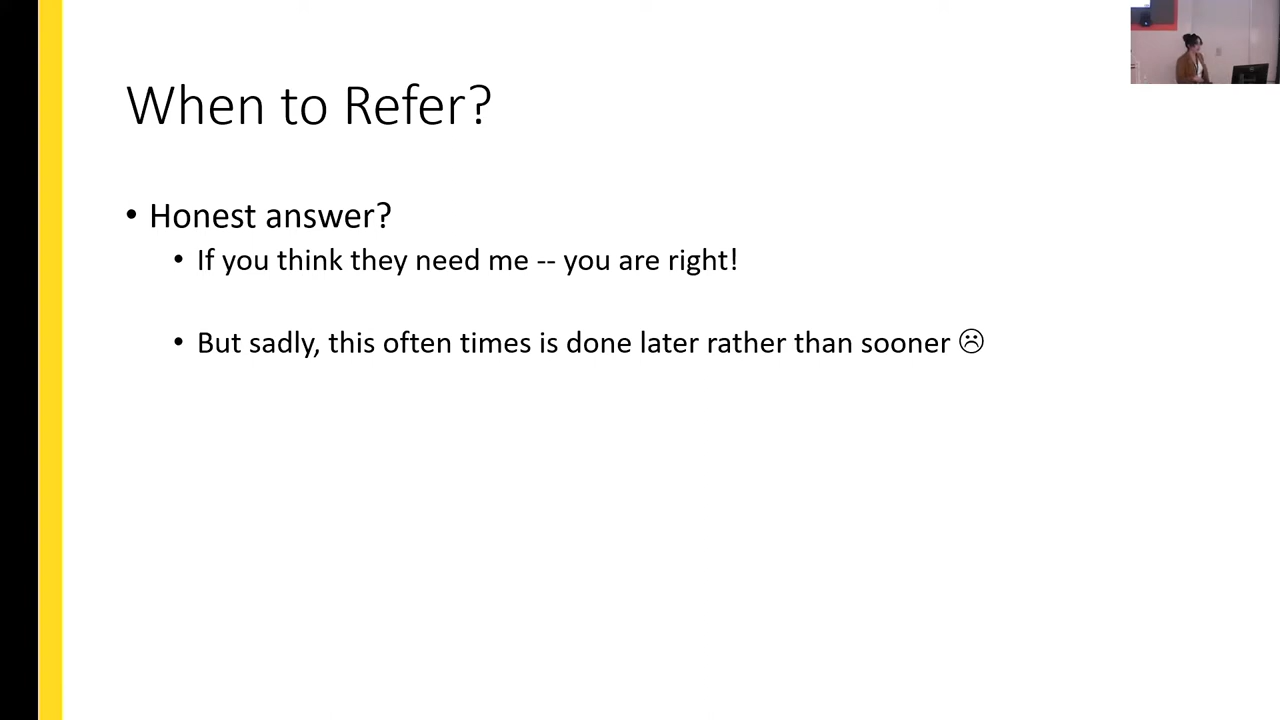 When to Refer?
• Honest answer?
• If you think they need me -- you are right!
• But sadly, this often times is done later rather than sooner ☹